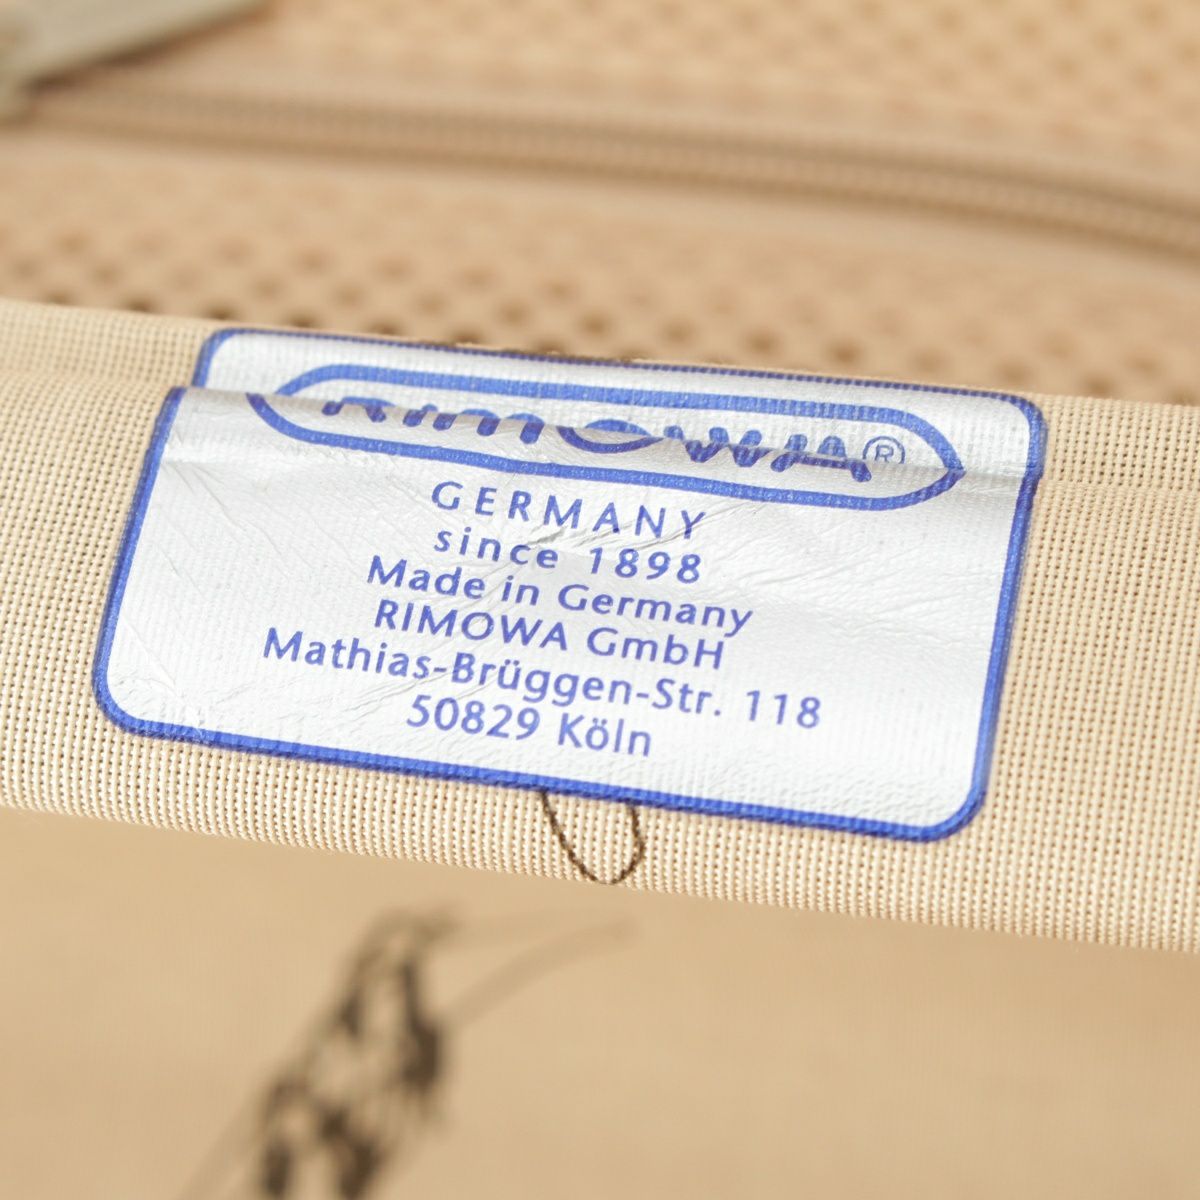 RIMOWA®
GERMANY
since 1898
Made in Germany
RIMOWA GmbH
Mathias-Brüggen-Str. 118
50829 Köln